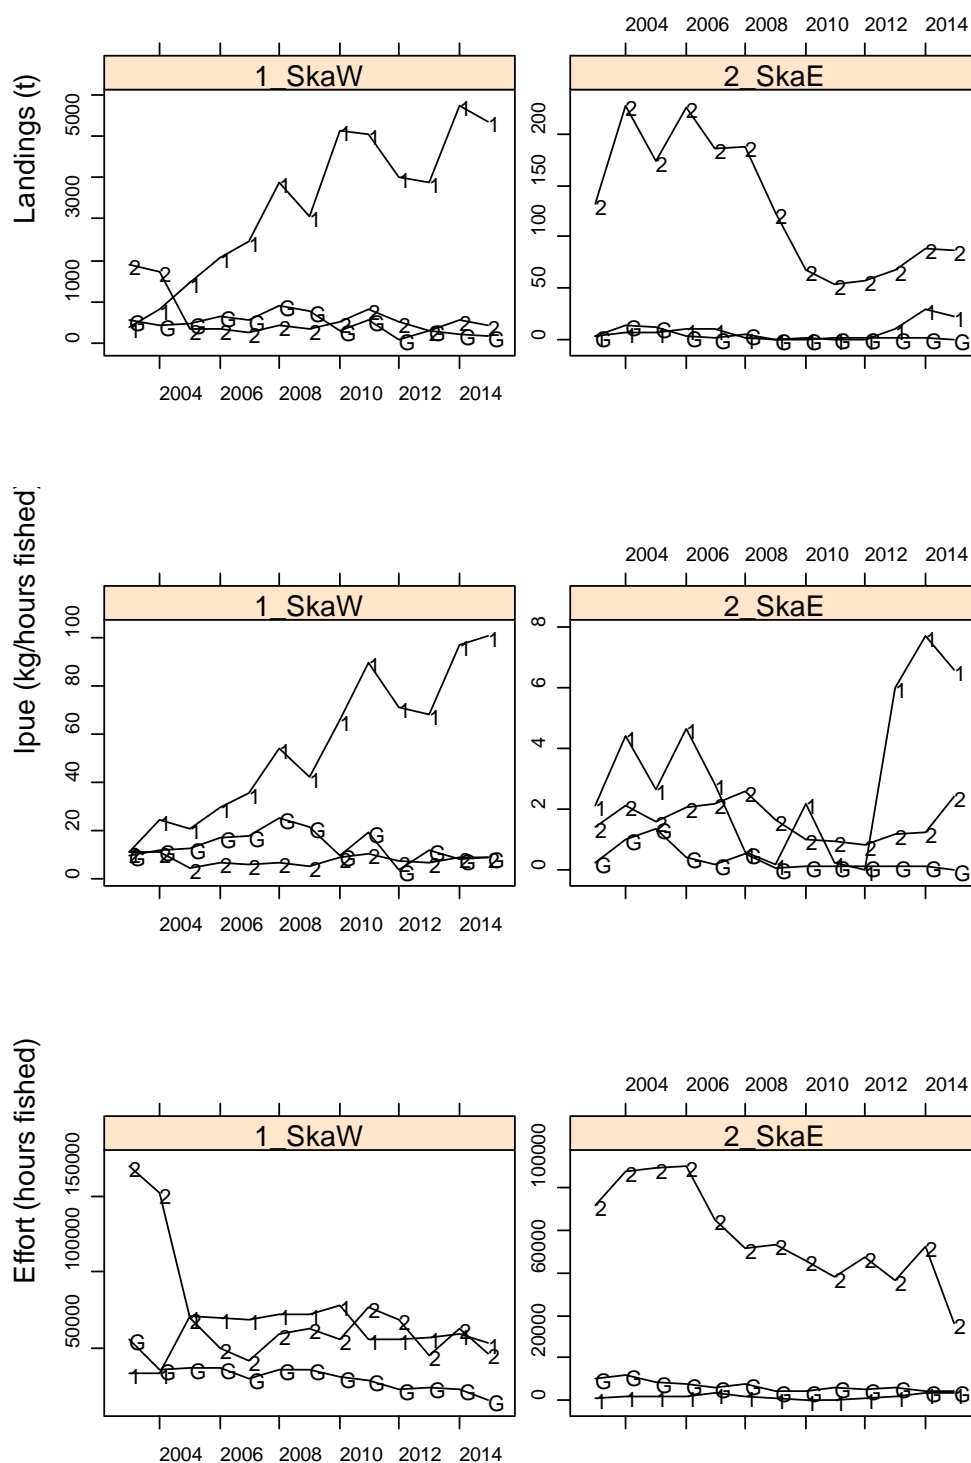 2004 2006 2008 2010 2012 2014
1_SkaW 2_SkaE
Landings (t)
0 1000 3000 5000
0 50 100 150 200
2004 2006 2008 2010 2012 2014
2004 2006 2008 2010 2012 2014
1_SkaW 2_SkaE
lpue (kg/hours fished)
0 20 40 60 80 100
0 2 4 6 8
2004 2006 2008 2010 2012 2014
2004 2006 2008 2010 2012 2014
1_SkaW 2_SkaE
Effort (hours fished)
50000 100000 150000
0 20000 60000 100000
2004 2006 2008 2010 2012 2014